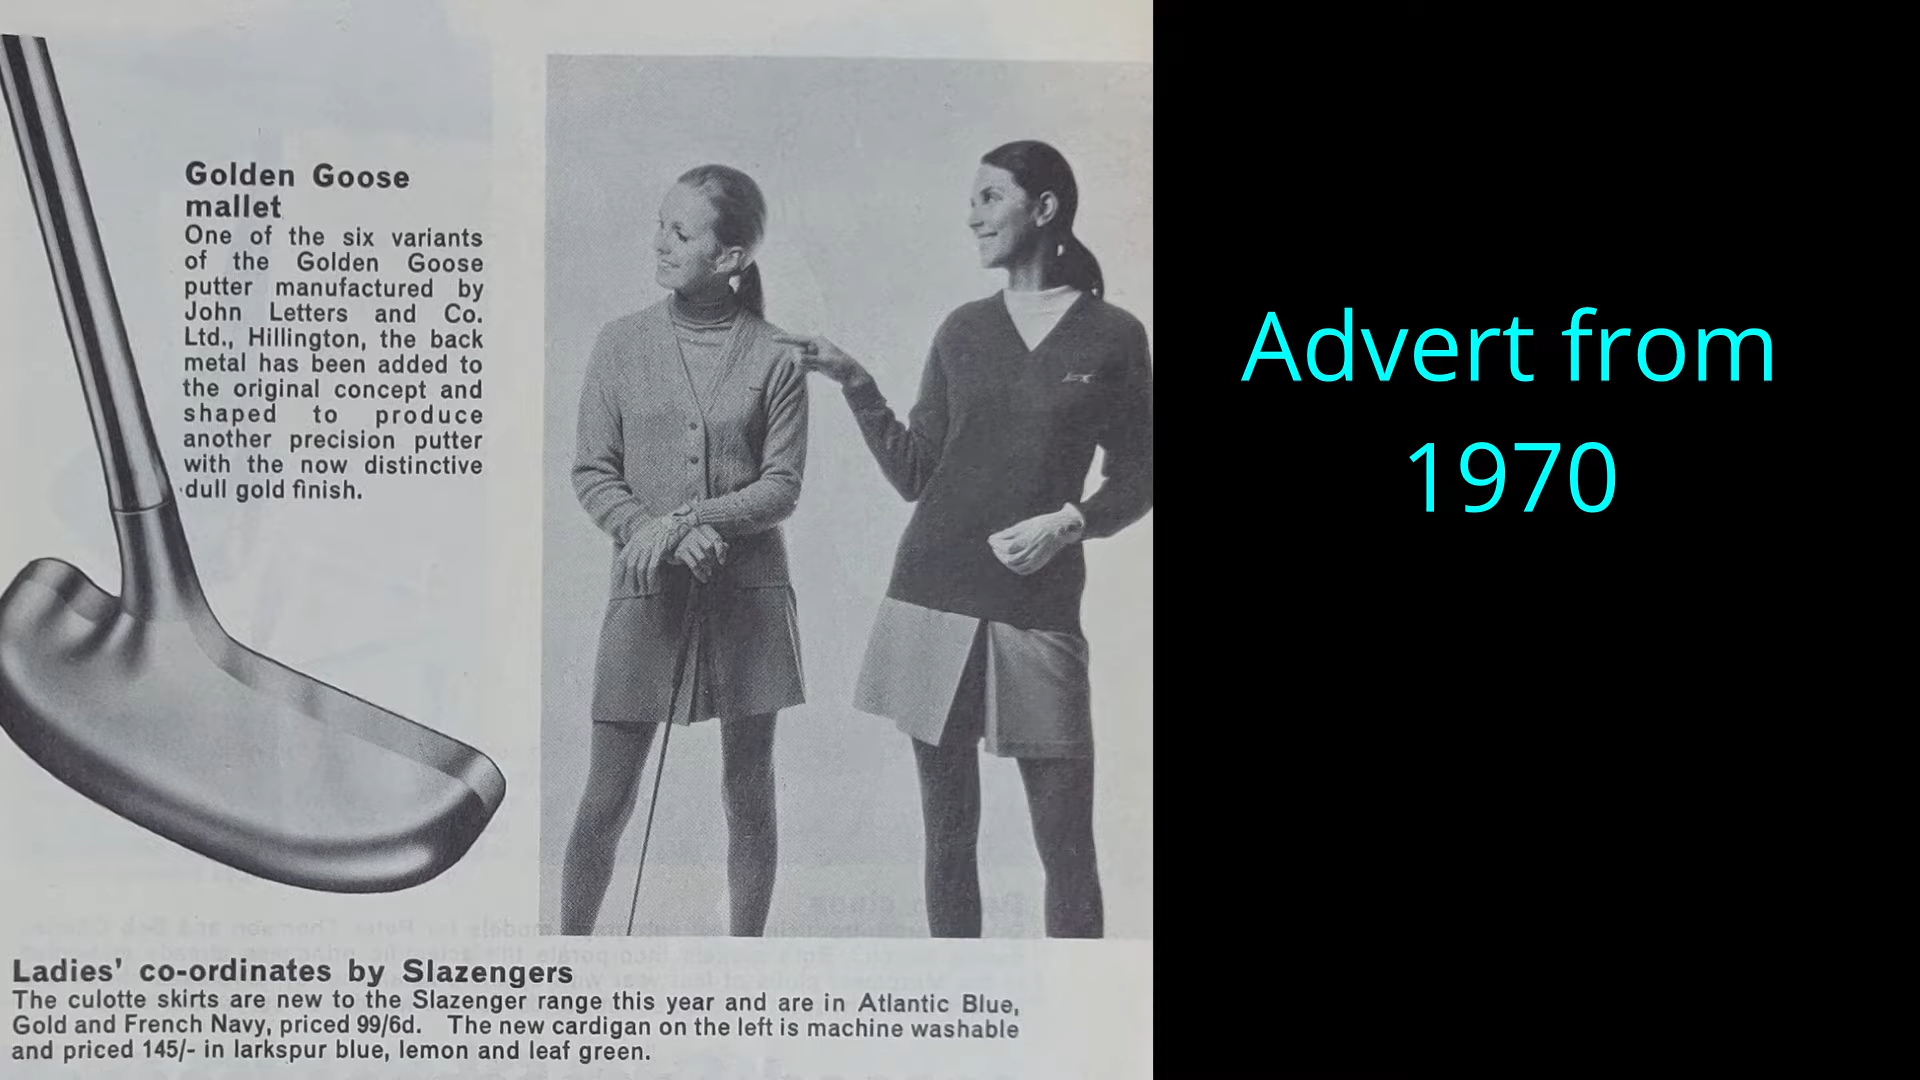 Golden Goose
mallet
One of the six variants
of the Golden Goose
putter manufactured by
John Letters and Co.
Ltd., Hillington, the back
metal has been added to
the original concept and
shaped to produce
another precision putter
with the now distinctive
dull gold finish.
Advert from
1970
Ladies' co-ordinates by Slazengers
The culotte skirts are new to the Slazenger range this year and are in Atlantic Blue,
Gold and French Navy, priced 99/6d. The new cardigan on the left is machine washable
and priced 145/- in larkspur blue, lemon and leaf green.